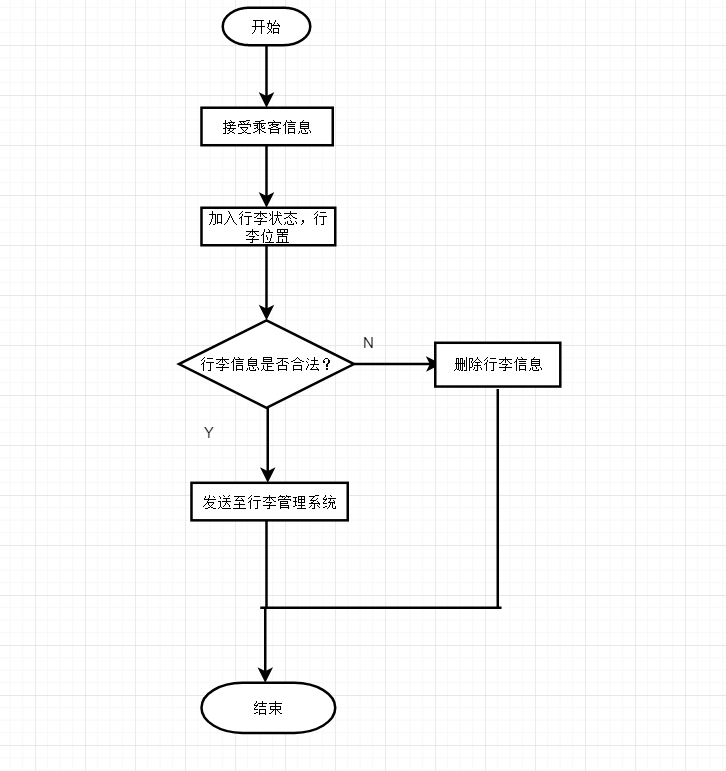 开始
接受乘客信息
加入行李状态，行
李位置
行李信息是否合法？
N
删除行李信息
Y
发送至行李管理系统
结束